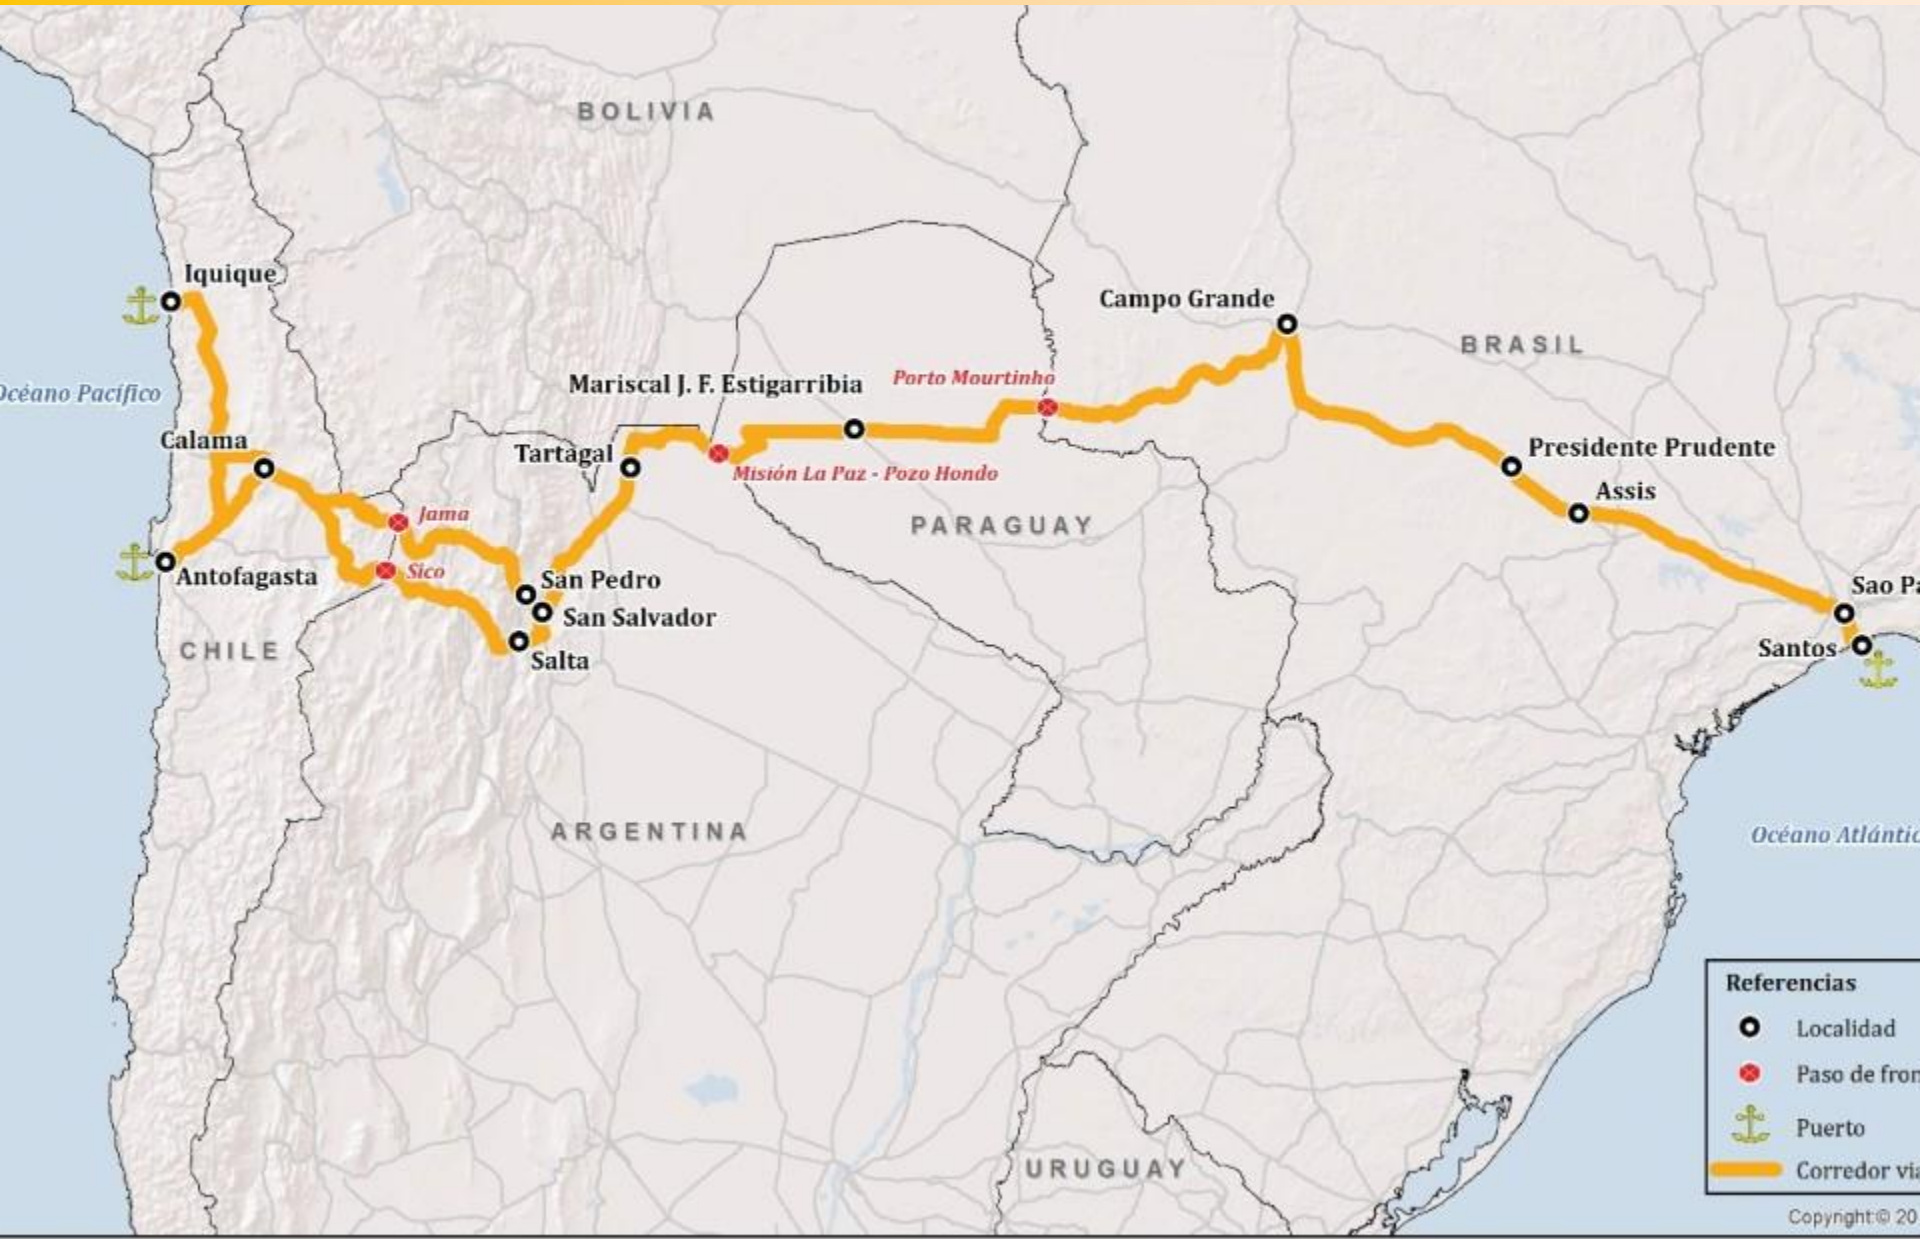 BOLIVIA
Iquique
Campo Grande
BRASIL
Océano Pacífico
Mariscal J. F. Estigarribia
Porto Mourtinho
Calama
Tartagal
Presidente Prudente
Misión La Paz - Pozo Hondo
Assis
Jama
PARAGUAY
Antofagasta
Sico
San Pedro
Sao Pa
San Salvador
CHILE
Salta
Santos
ARGENTINA
Océano Atlántic
Referencias
Localidad
Paso de fron
Puerto
Corredor via
URUGUAY
Copyright:© 20